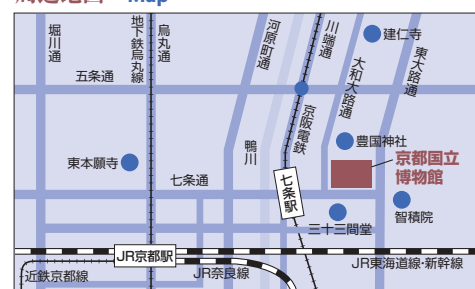 周辺地図 Map
堀川通
地下鉄烏丸線
烏丸通
河原町通
川端通
建仁寺
大和大路通
東大路通
五条通
京阪電鉄
鴨川
豊国神社
京都国立
博物館
東本願寺
七条通
七条駅
智積院
三十三間堂
JR京都駅
近鉄京都線
JR奈良線
JR東海道線・新幹線